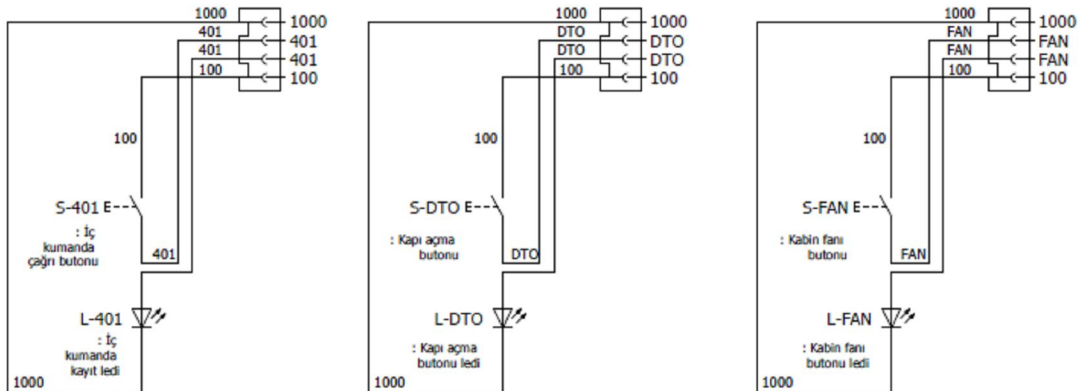 1000
1000
401
401
401
401
100
100
100
S-401 E
: İç
kumanda
çağrı butonu
401
L-401
: İç
kumanda
kayıt ledi
1000
1000
1000
DTO
DTO
DTO
DTO
100
100
100
S-DTO E
: Kapı açma
butonu
DTO
L-DTO
: Kapı açma
butonu ledi
1000
1000
1000
FAN
FAN
FAN
FAN
100
100
100
S-FAN E
: Kabin fanı
butonu
FAN
L-FAN
: Kabin fanı
butonu ledi
1000